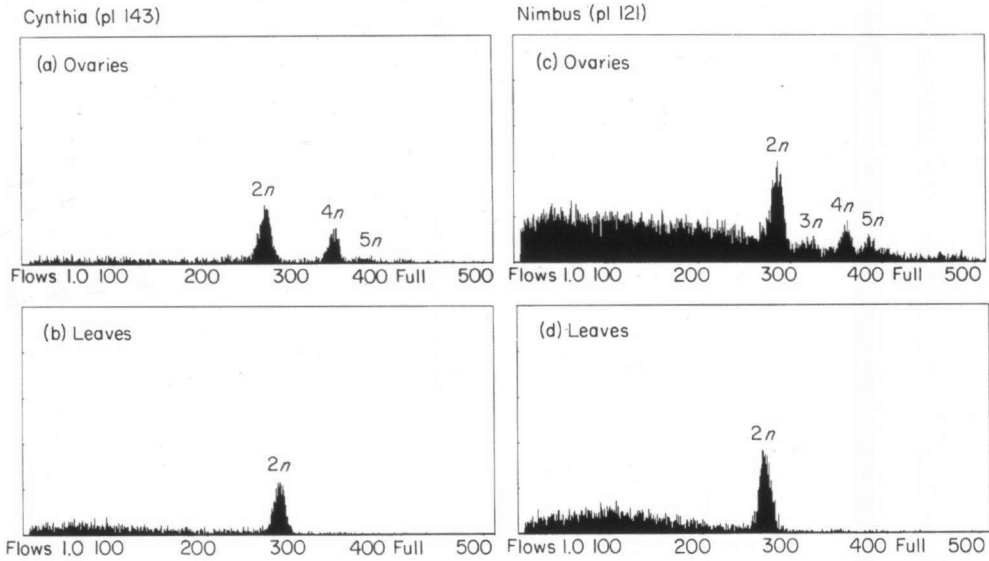 Cynthia (pl 143)
(a) Ovaries
2n
4n
5n
Flows 1.0 100 200 300 400 Full 500
(b) Leaves
2n
Flows 1.0 100 200 300 400 Full 500
Nimbus (pl 121)
(c) Ovaries
2n
3n
4n
5n
Flows 1.0 100 200 300 400 Full 500
(d) Leaves
2n
Flows 1.0 100 200 300 400 Full 500